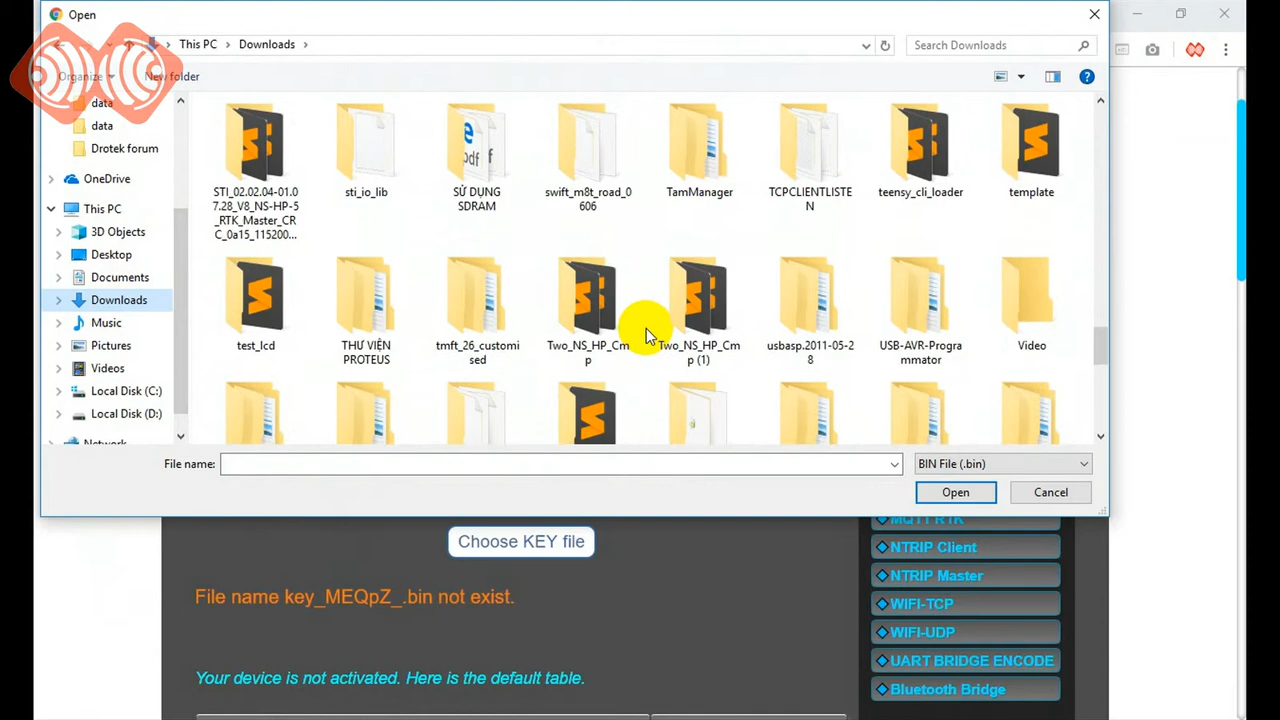 Open
This PC
Downloads
Search Downloads
Organize
New folder
data
data
Drotek forum
OneDrive
This PC
3D Objects
Desktop
Documents
Downloads
Music
Pictures
Videos
Local Disk (C:)
Local Disk (D:)
Network
STI_02.02.04-01.0
7.28_V8_NS-HP-5
_RTK_Master_CR
C_0a15_115200...
sti_io_lib
SỬ DỤNG
SDRAM
swift_m8t_road_0
606
TamManager
TCPCLIENTLISTE
N
teensy_cli_loader
template
test_lcd
THƯ VIỆN
PROTEUS
tmft_26_customi
sed
Two_NS_HP_Cm
p
Two_NS_HP_Cm
p (1)
usbasp.2011-05-2
8
USB-AVR-Progra
mmator
Video
File name:
BIN File (.bin)
Open
Cancel
Choose KEY file
File name key_MEQpZ_.bin not exist.
Your device is not activated. Here is the default table.
MQTT RTK
NTRIP Client
NTRIP Master
WIFI-TCP
WIFI-UDP
UART BRIDGE ENCODE
Bluetooth Bridge